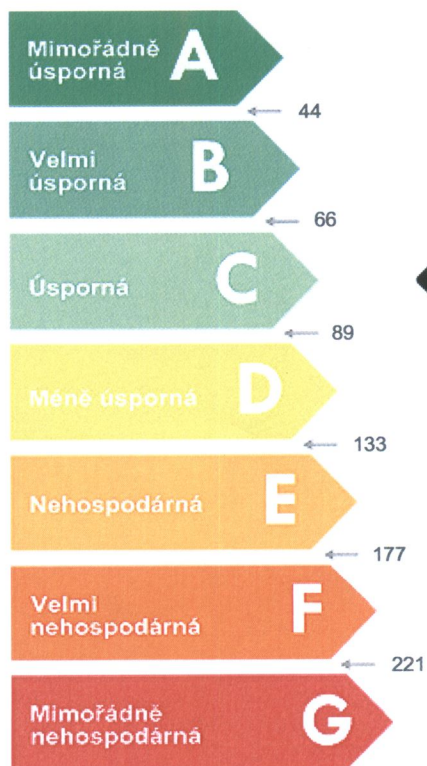 Mimořádně
úsporná A
← 44
Velmi
úsporná B
← 66
Úsporná C
← 89
Méně úsporná D
← 133
Nehospodárná E
← 177
Velmi
nehospodárná F
← 221
Mimořádně
nehospodárná G